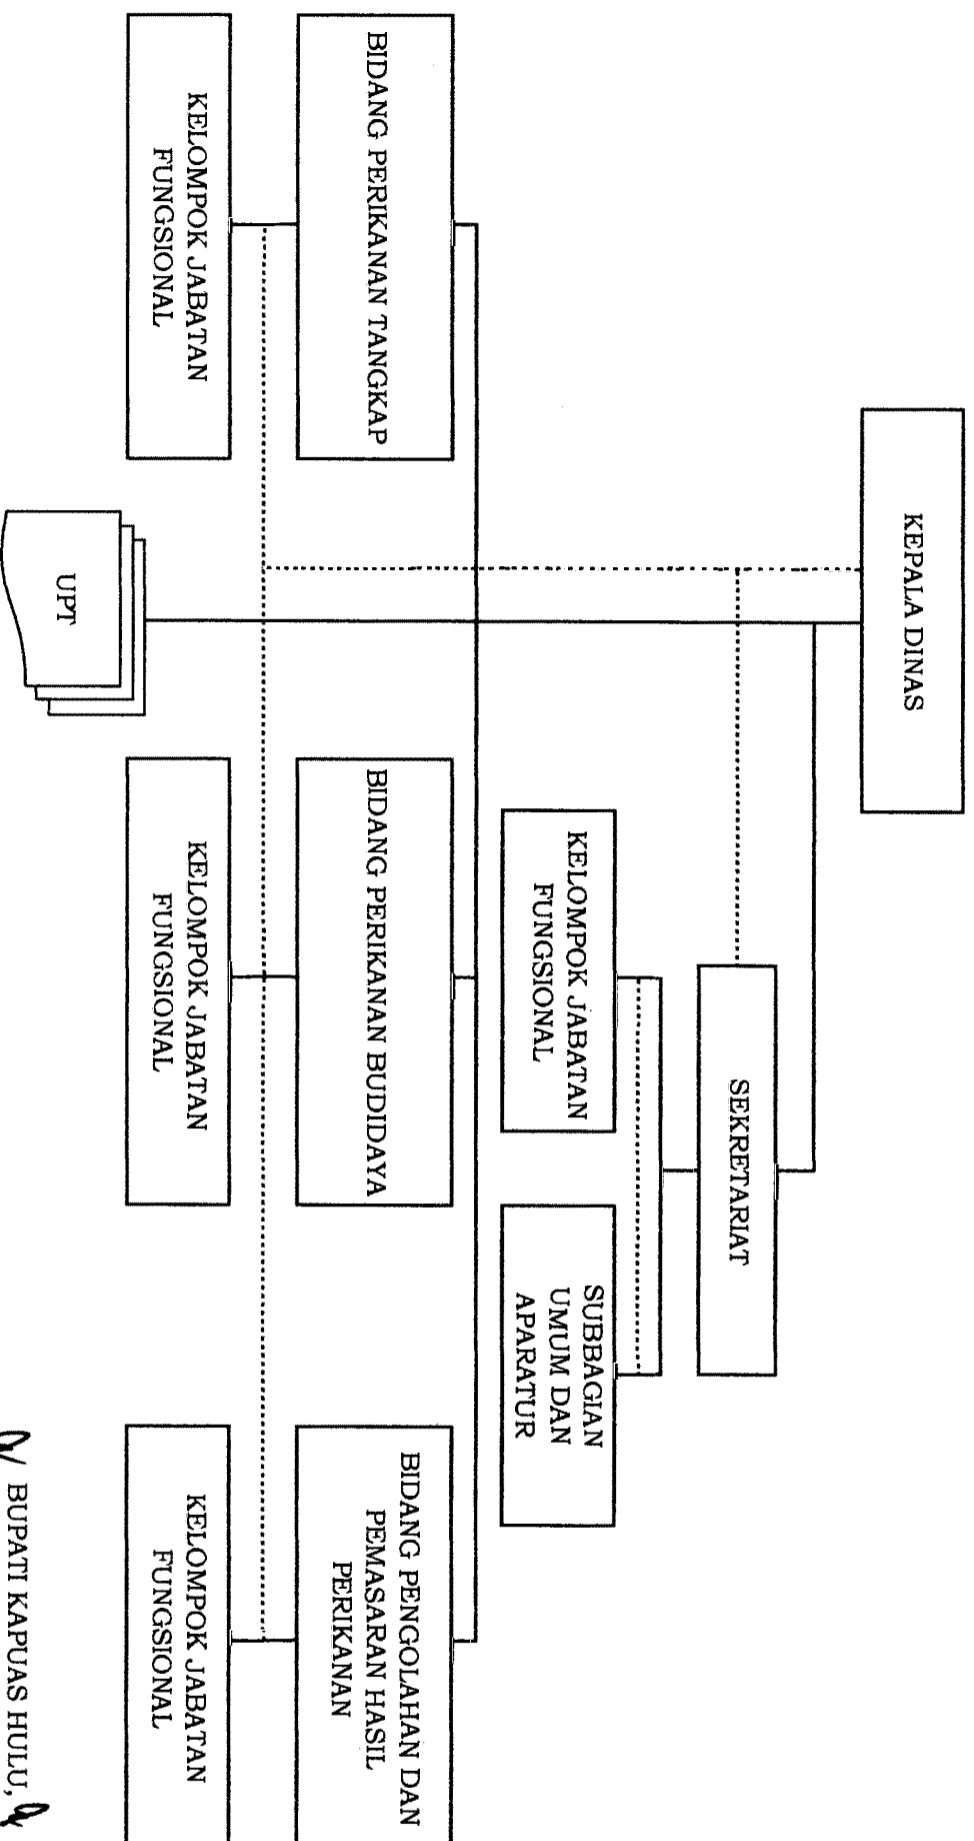 KEPALA DINAS
SEKRETARIAT
KELOMPOK JABATAN
FUNGSIONAL
SUBBAGIAN
UMUM DAN
APARATUR
BIDANG PERIKANAN TANGKAP
BIDANG PERIKANAN BUDIDAYA
BIDANG PENGOLAHAN DAN
PEMASARAN HASIL
PERIKANAN
KELOMPOK JABATAN
FUNGSIONAL
KELOMPOK JABATAN
FUNGSIONAL
KELOMPOK JABATAN
FUNGSIONAL
UPT
BUPATI KAPUAS HULU,